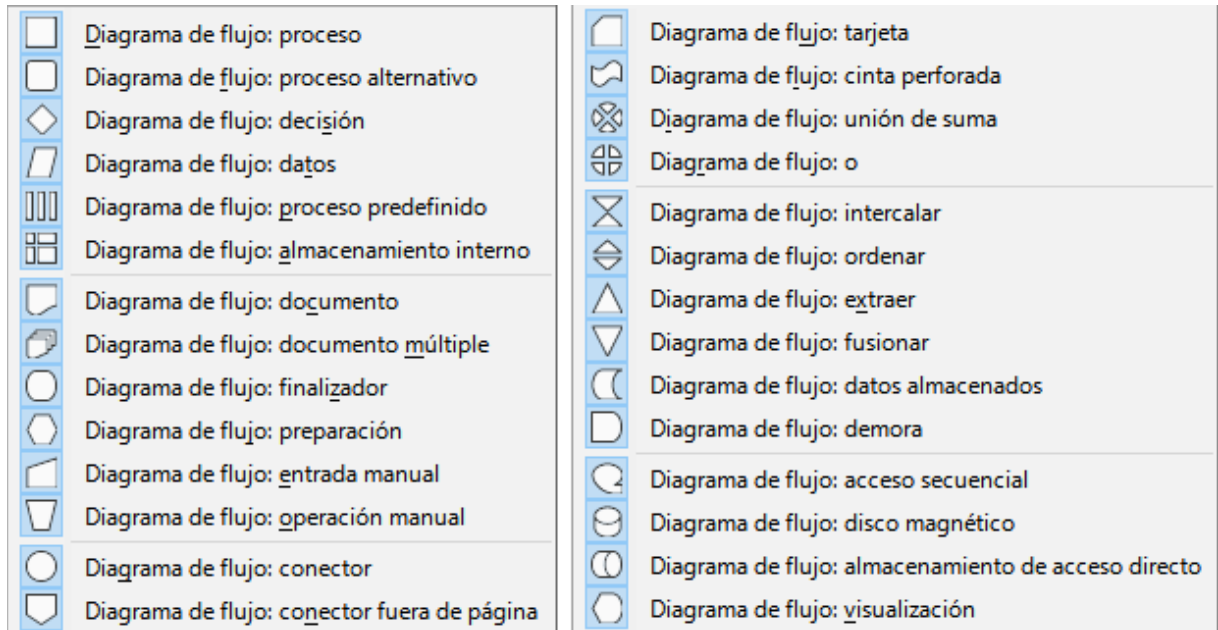 Diagrama de flujo: proceso
Diagrama de flujo: proceso alternativo
Diagrama de flujo: decisión
Diagrama de flujo: datos
Diagrama de flujo: proceso predefinido
Diagrama de flujo: almacenamiento interno
Diagrama de flujo: documento
Diagrama de flujo: documento múltiple
Diagrama de flujo: finalizador
Diagrama de flujo: preparación
Diagrama de flujo: entrada manual
Diagrama de flujo: operación manual
Diagrama de flujo: conector
Diagrama de flujo: conector fuera de página
Diagrama de flujo: tarjeta
Diagrama de flujo: cinta perforada
Diagrama de flujo: unión de suma
Diagrama de flujo: o
Diagrama de flujo: intercalar
Diagrama de flujo: ordenar
Diagrama de flujo: extraer
Diagrama de flujo: fusionar
Diagrama de flujo: datos almacenados
Diagrama de flujo: demora
Diagrama de flujo: acceso secuencial
Diagrama de flujo: disco magnético
Diagrama de flujo: almacenamiento de acceso directo
Diagrama de flujo: visualización